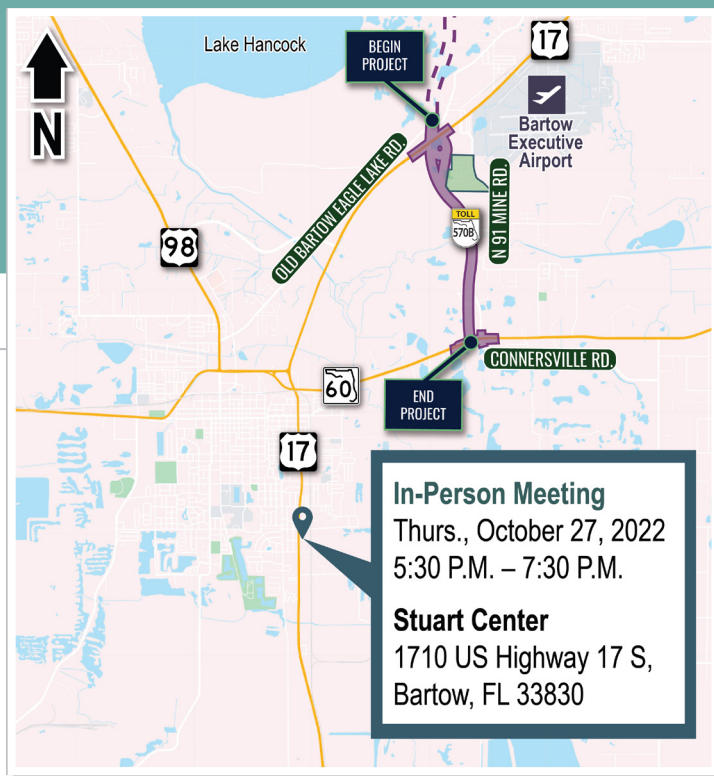 Lake Hancock
BEGIN
PROJECT
17
N
Bartow
Executive
Airport
OLD BARTOW EAGLE LAKE RD.
N 91 MINE RD.
TOLL
570B
98
CONNERSVILLE RD.
60
END
PROJECT
17
In-Person Meeting
Thurs., October 27, 2022
5:30 P.M. – 7:30 P.M.
Stuart Center
1710 US Highway 17 S,
Bartow, FL 33830